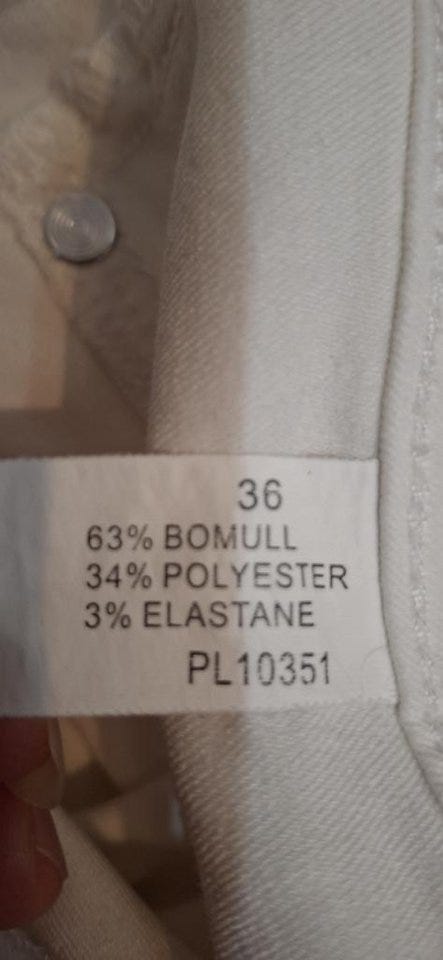 36
63% BOMULL
34% POLYESTER
3% ELASTANE
PL10351